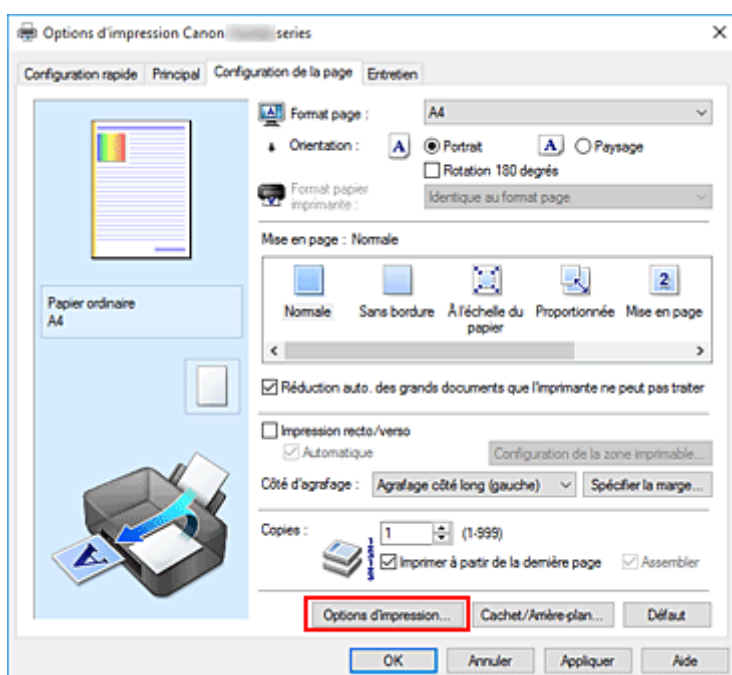 Options d'impression Canon series
Configuration rapide Principal Configuration de la page Entretien
Format page : A4
Orientation : A Portrait A Paysage
Rotation 180 degrés
Format papier imprimante : Identique au format page
Mise en page : Normale
2
Normale Sans bordure À l'échelle du papier Proportionnée Mise en page
Papier ordinaire
A4
Réduction auto. des grands documents que l'imprimante ne peut pas traiter
Impression recto/verso
Automatique Configuration de la zone imprimable...
Côté d'agrafage : Agrafage côté long (gauche) Spécifier la marge...
Copies : 1 (1-999)
Imprimer à partir de la dernière page Assembler
A
Options d'impression... Cachet/Arrière-plan... Défaut
OK Annuler Appliquer Aide